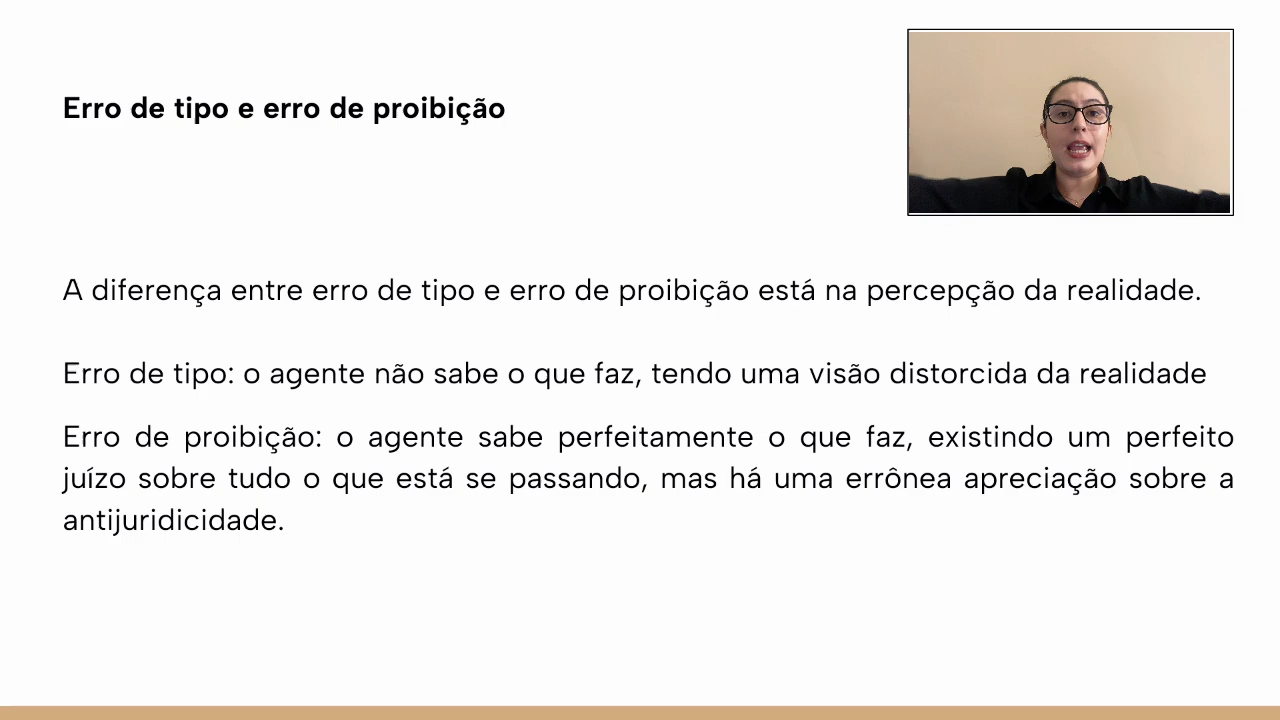 Erro de tipo e erro de proibição
A diferença entre erro de tipo e erro de proibição está na percepção da realidade.
Erro de tipo: o agente não sabe o que faz, tendo uma visão distorcida da realidade
Erro de proibição: o agente sabe perfeitamente o que faz, existindo um perfeito
juízo sobre tudo o que está se passando, mas há uma errônea apreciação sobre a
antijuridicidade.